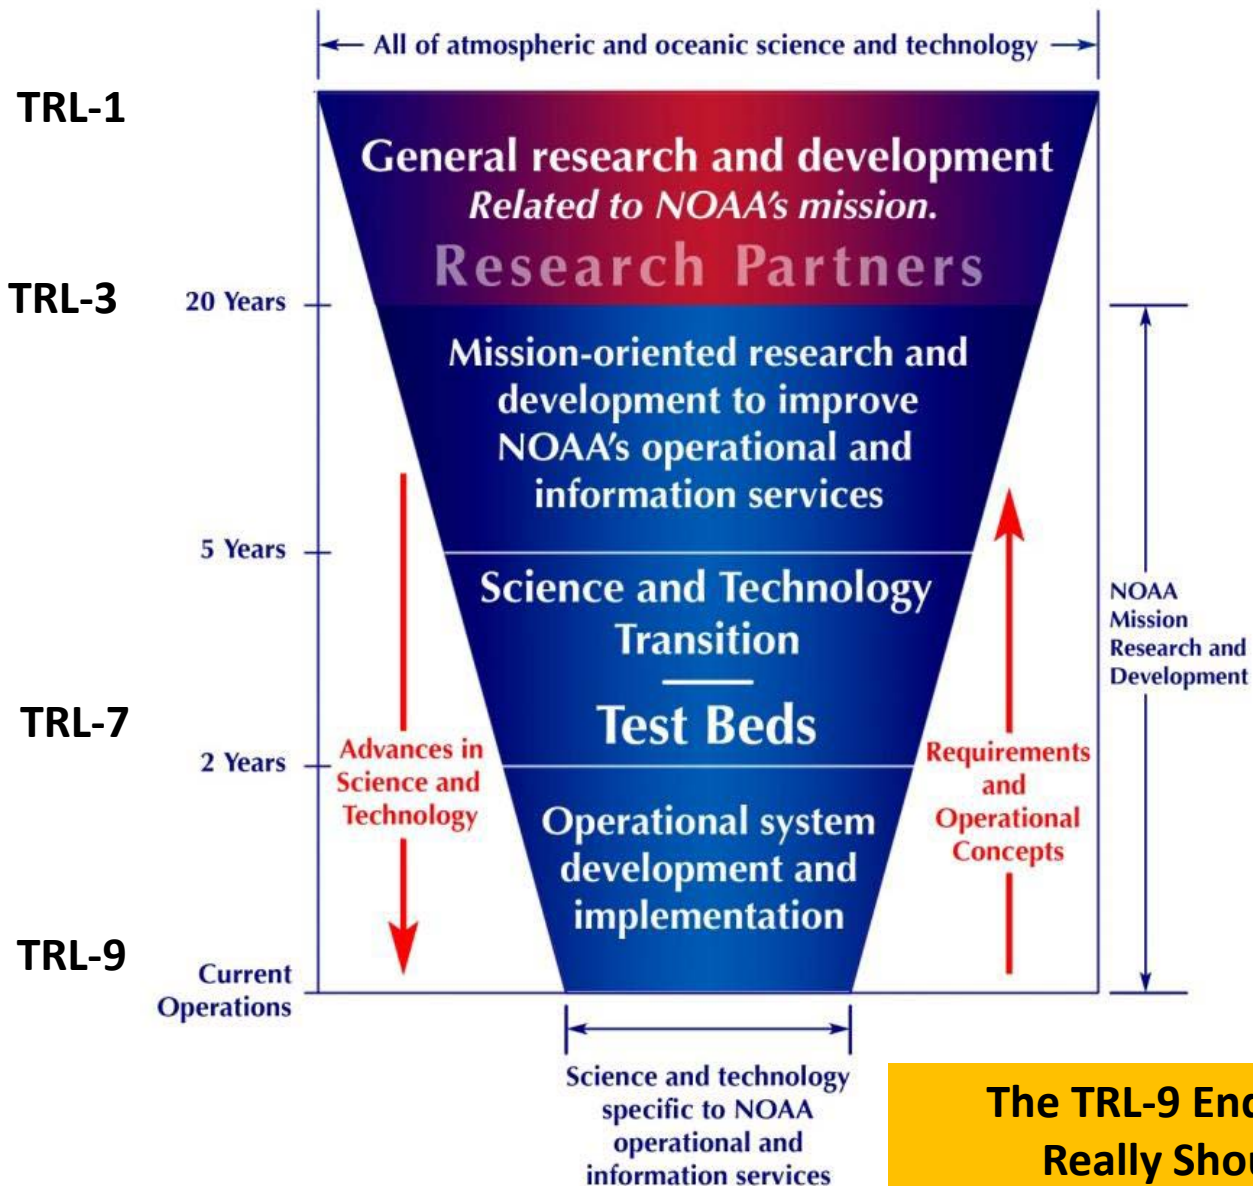 All of atmospheric and oceanic science and technology
TRL-1
General research and development
Related to NOAA's mission.
Research Partners
TRL-3
20 Years
Mission-oriented research and
development to improve
NOAA's operational and
information services
5 Years
Science and Technology
Transition
Test Beds
NOAA
Mission
Research and
Development
TRL-7
2 Years
Advances in
Science and
Technology
Requirements
and
Operational
Concepts
Operational system
development and
implementation
TRL-9
Current
Operations
Science and technology
specific to NOAA
operational and
information services
The TRL-9 End
Really Shou